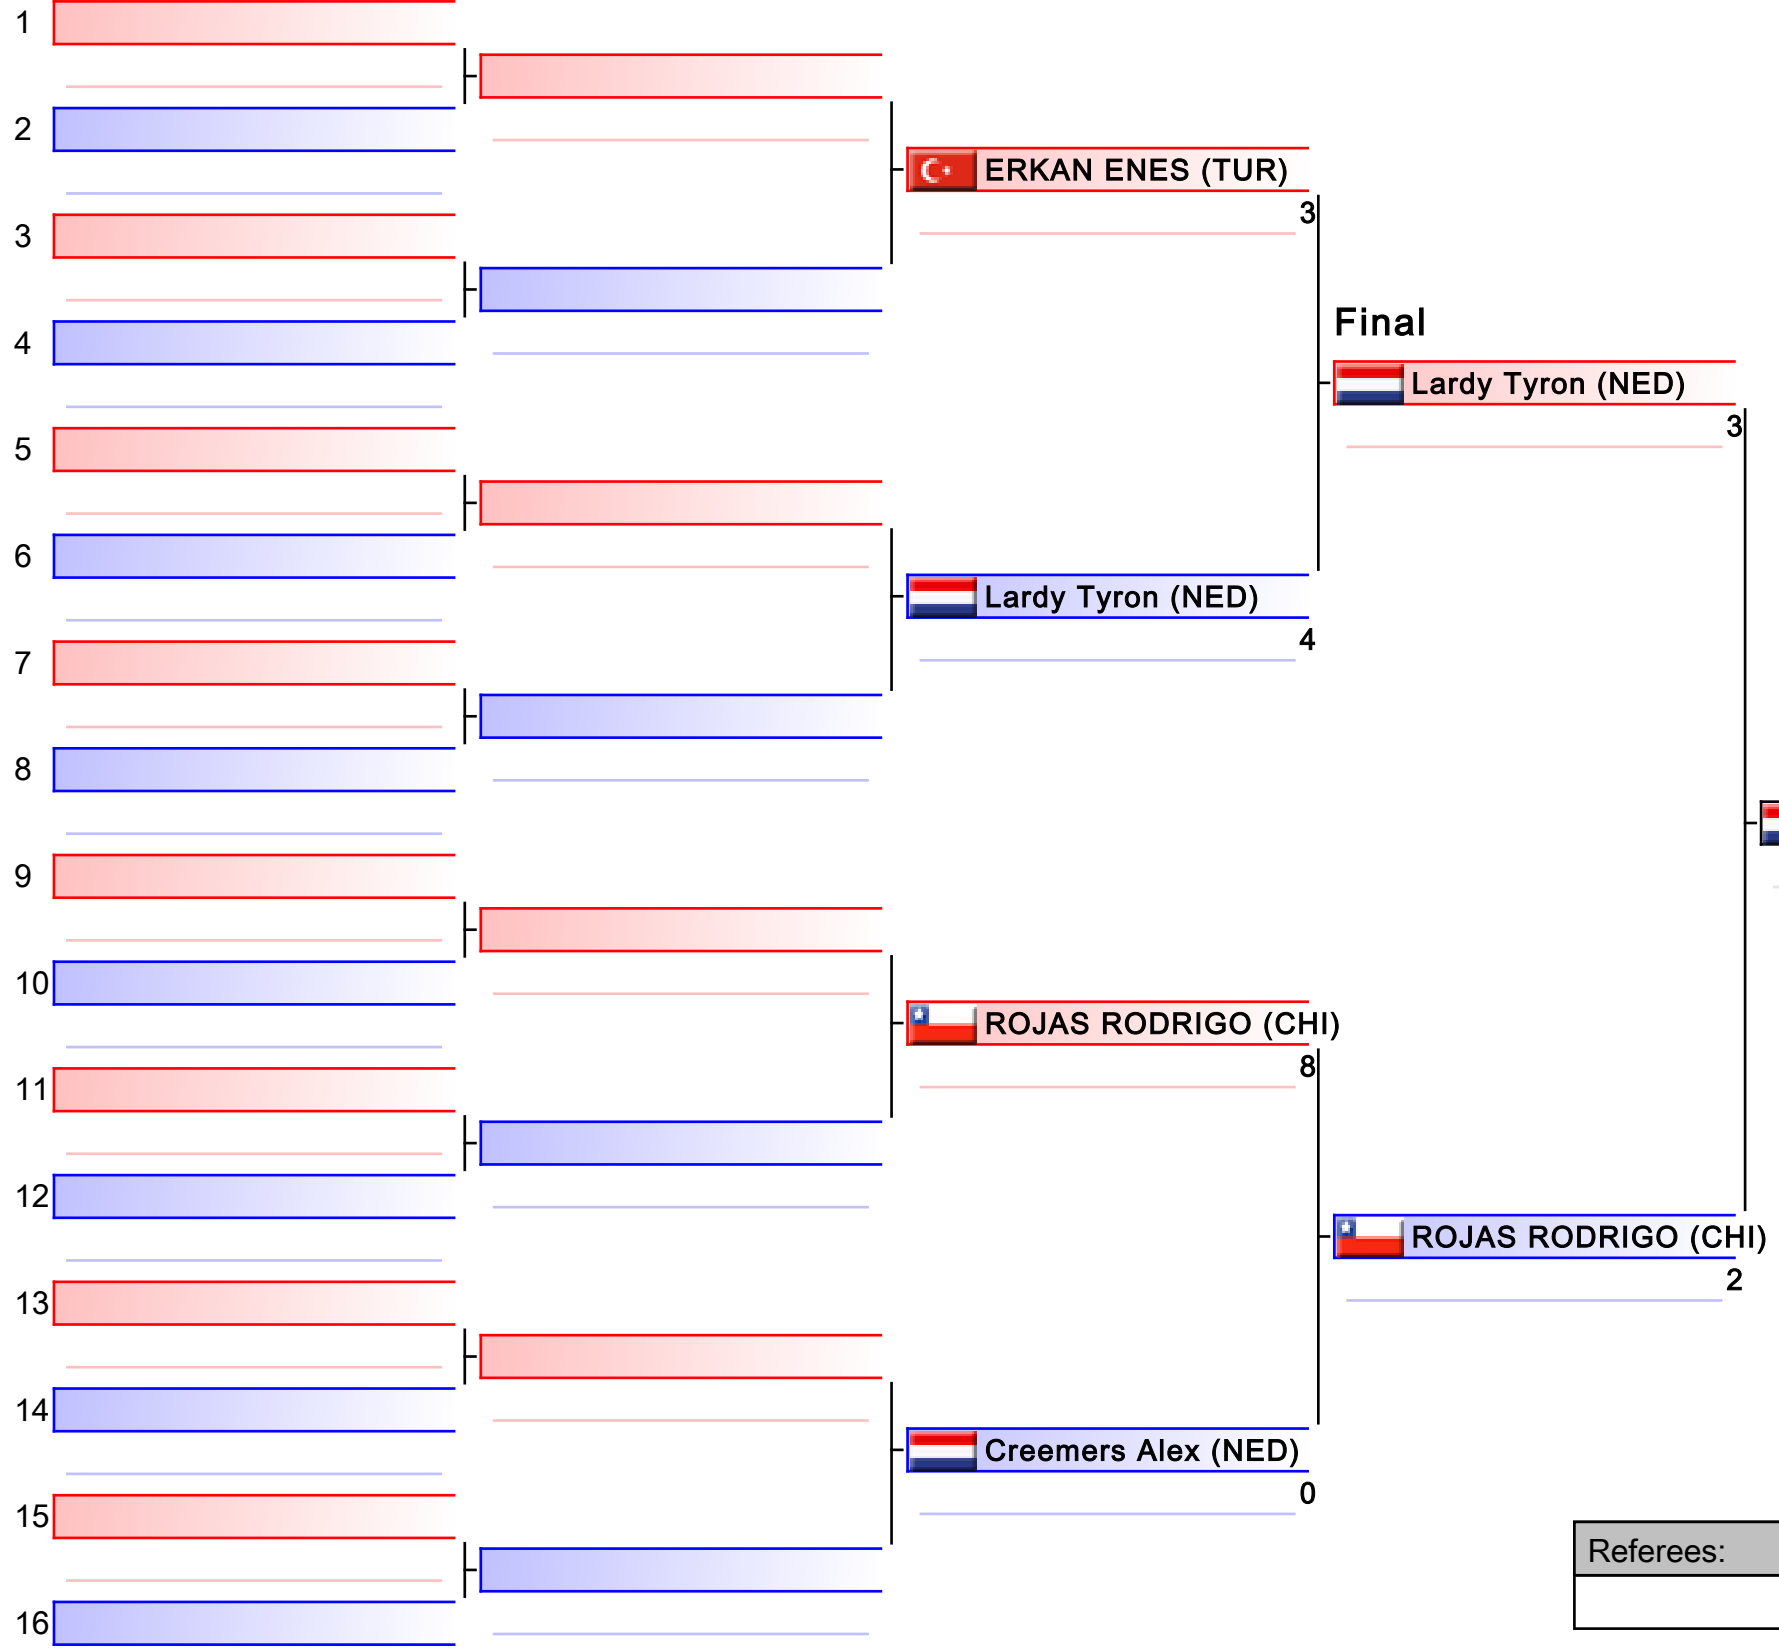 1
2
3
4
5
6
7
8
9
10
11
12
13
14
15
16
ERKAN ENES (TUR)
3
Lardy Tyron (NED)
4
ROJAS RODRIGO (CHI)
8
Creemers Alex (NED)
0
Final
Lardy Tyron (NED)
3
ROJAS RODRIGO (CHI)
2
Referees: